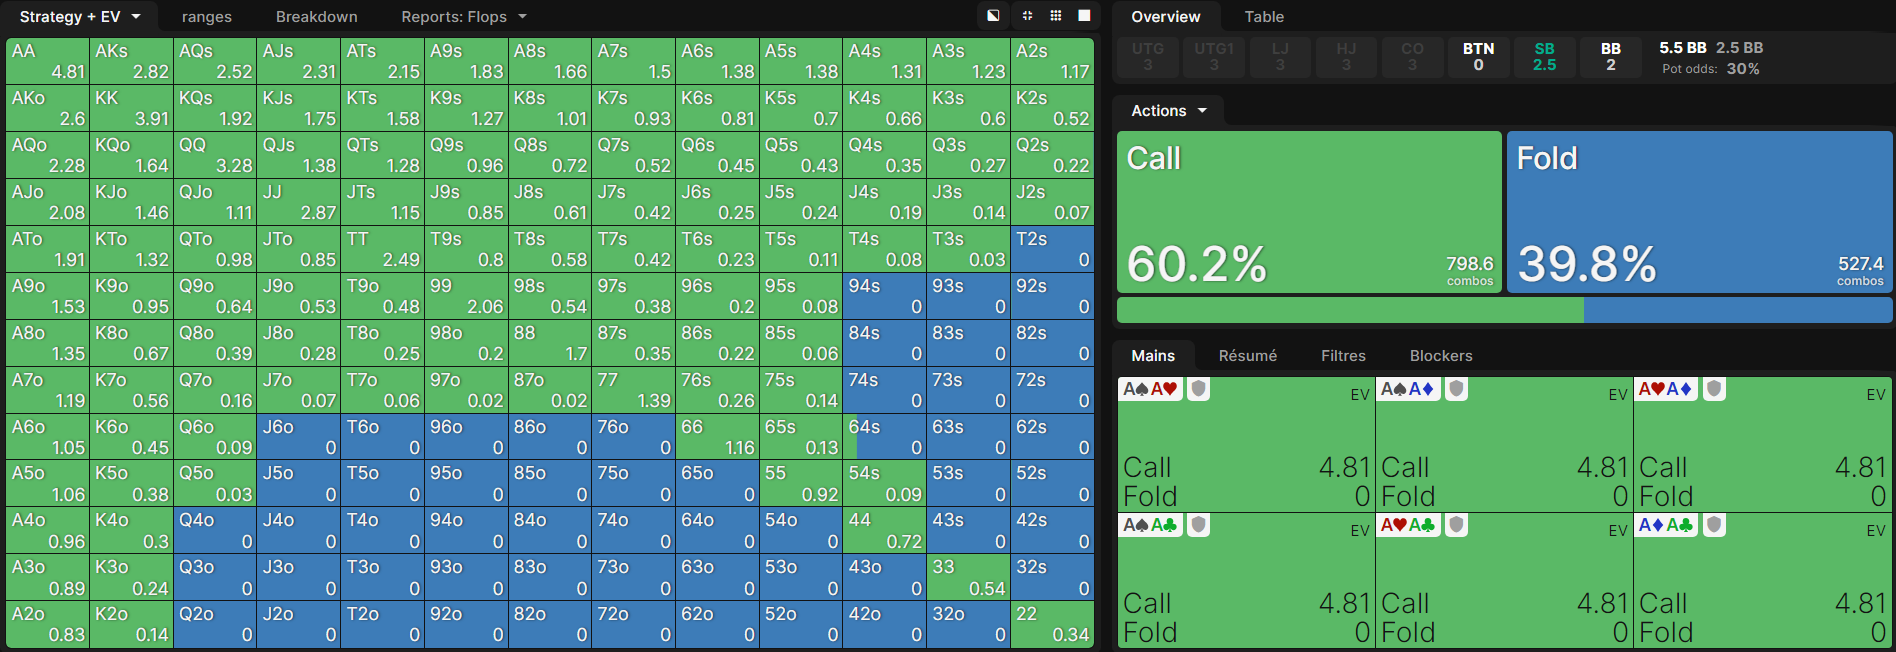 Strategy + EV ranges Breakdown Reports: Flops
AA AKs AQs AJs ATs A9s A8s A7s A6s A5s A4s A3s A2s
4.81 2.82 2.52 2.31 2.15 1.83 1.66 1.5 1.38 1.38 1.31 1.23 1.17
AKo KK KQs KJs KTs K9s K8s K7s K6s K5s K4s K3s K2s
2.6 3.91 1.92 1.75 1.58 1.27 1.01 0.93 0.81 0.7 0.66 0.6 0.52
AQo KQo QQ QJs QTs Q9s Q8s Q7s Q6s Q5s Q4s Q3s Q2s
2.28 1.64 3.28 1.38 1.28 0.96 0.72 0.52 0.45 0.43 0.35 0.27 0.22
AJo KJo QJo JJ JTs J9s J8s J7s J6s J5s J4s J3s J2s
2.08 1.46 1.11 2.87 1.15 0.85 0.61 0.42 0.25 0.24 0.19 0.14 0.07
ATo KTo QTo JTo TT T9s T8s T7s T6s T5s T4s T3s T2s
1.91 1.32 0.98 0.85 2.49 0.8 0.58 0.42 0.23 0.11 0.08 0.03 0
A9o K9o Q9o J9o T9o 99 98s 97s 96s 95s 94s 93s 92s
1.53 0.95 0.64 0.53 0.48 2.06 0.54 0.38 0.2 0.08 0 0 0
A8o K8o Q8o J8o T8o 98o 88 87s 86s 85s 84s 83s 82s
1.35 0.67 0.39 0.28 0.25 0.2 1.7 0.35 0.22 0.06 0 0 0
A7o K7o Q7o J7o T7o 97o 87o 77 76s 75s 74s 73s 72s
1.19 0.56 0.16 0.07 0.06 0.02 0.02 1.39 0.26 0.14 0 0 0
A6o K6o Q6o J6o T6o 96o 86o 76o 66 65s 64s 63s 62s
1.05 0.45 0.09 0 0 0 0 0 1.16 0.13 0 0 0
A5o K5o Q5o J5o T5o 95o 85o 75o 65o 55 54s 53s 52s
1.06 0.38 0.03 0 0 0 0 0 0 0.92 0.09 0 0
A4o K4o Q4o J4o T4o 94o 84o 74o 64o 54o 44 43s 42s
0.96 0.3 0 0 0 0 0 0 0 0 0.72 0 0
A3o K3o Q3o J3o T3o 93o 83o 73o 63o 53o 43o 33 32s
0.89 0.24 0 0 0 0 0 0 0 0 0 0.54 0
A2o K2o Q2o J2o T2o 92o 82o 72o 62o 52o 42o 32o 22
0.83 0.14 0 0 0 0 0 0 0 0 0 0 0.34
Overview Table
UTG UTG1 LJ HJ CO BTN SB BB 5.5 BB 2.5 BB
3 3 3 3 3 0 2.5 2 Pot odds: 30%
Actions
Call Fold
60.2% 798.6 combos 39.8% 527.4 combos
Mains Résumé Filtres Blockers
A♠A♥ EV A♠A♦ EV A♥A♦ EV
Call 4.81 Call 4.81 Call 4.81
Fold 0 Fold 0 Fold 0
A♠A♣ EV A♥A♣ EV A♦A♣ EV
Call 4.81 Call 4.81 Call 4.81
Fold 0 Fold 0 Fold 0